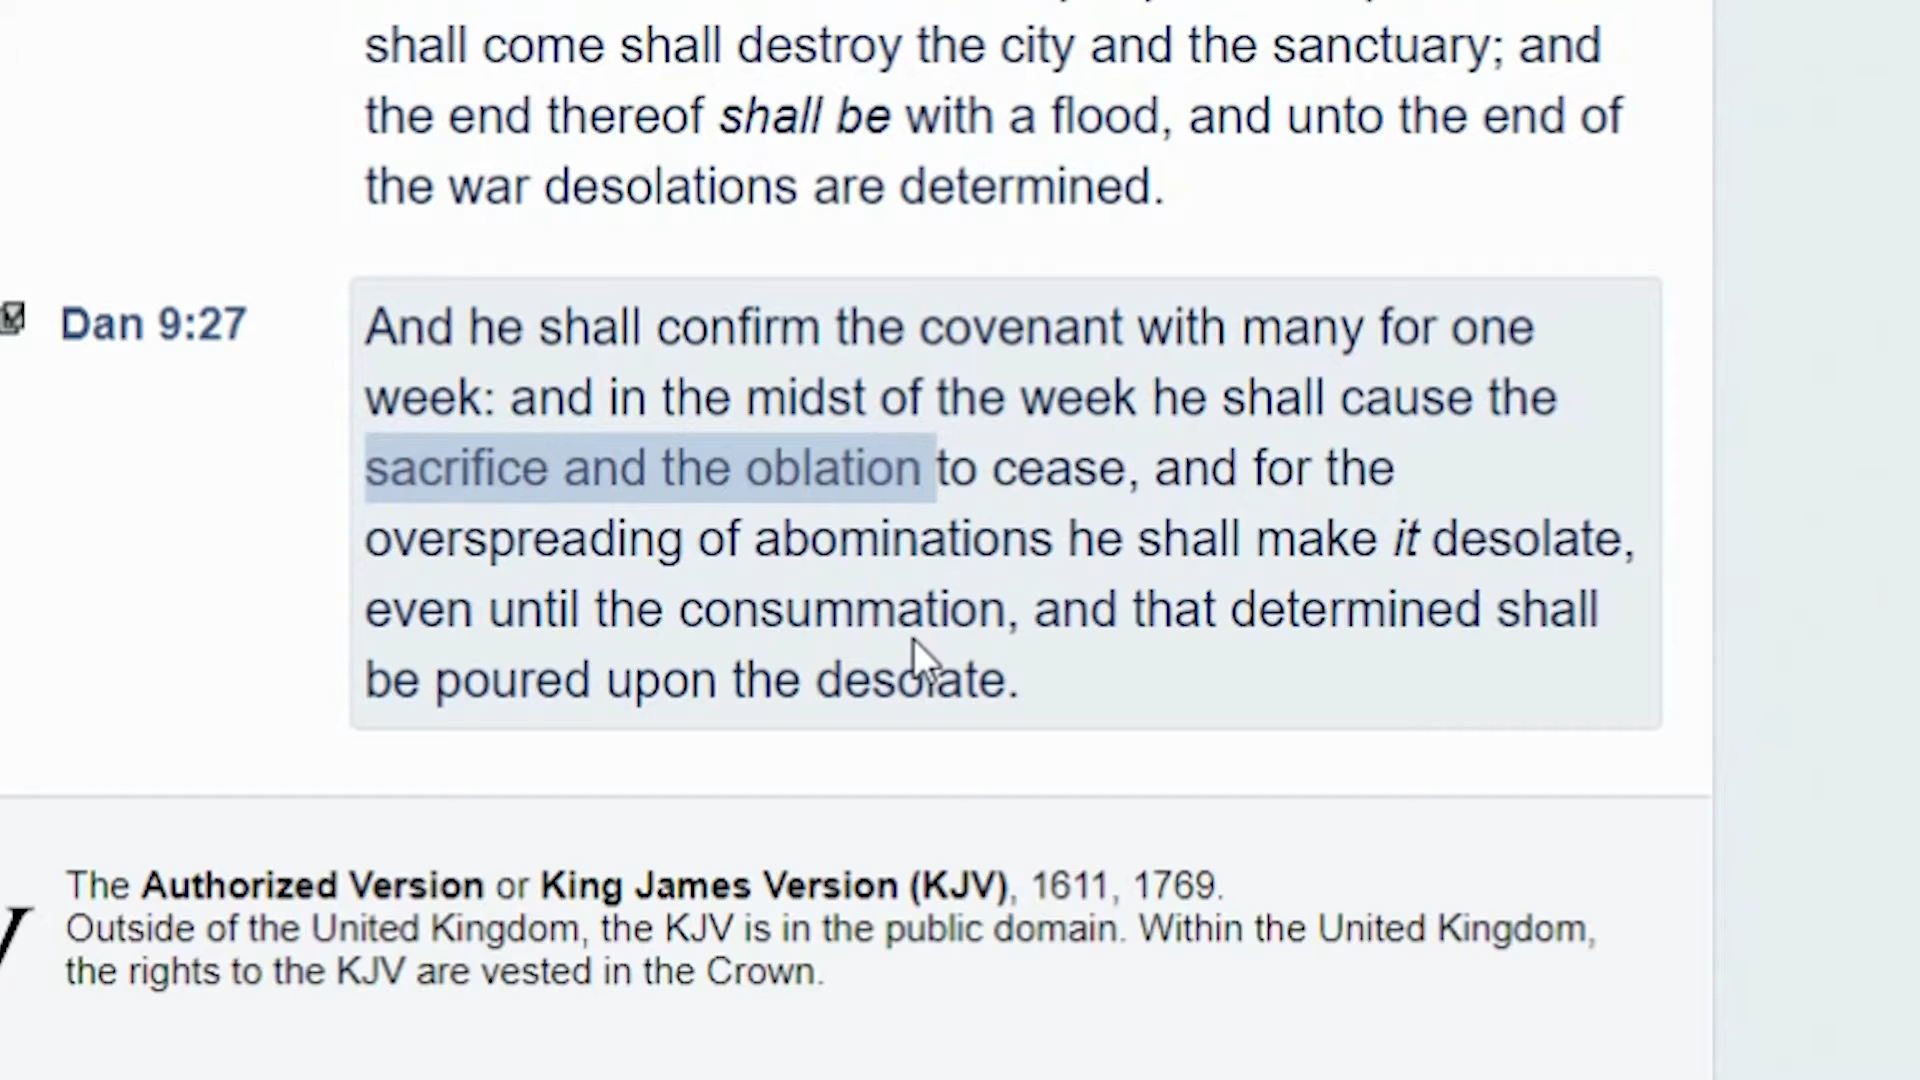 shall come shall destroy the city and the sanctuary; and
the end thereof shall be with a flood, and unto the end of
the war desolations are determined.
Dan 9:27
And he shall confirm the covenant with many for one
week: and in the midst of the week he shall cause the
sacrifice and the oblation to cease, and for the
overspreading of abominations he shall make it desolate,
even until the consummation, and that determined shall
be poured upon the desolate.
The Authorized Version or King James Version (KJV), 1611, 1769.
Outside of the United Kingdom, the KJV is in the public domain. Within the United Kingdom,
the rights to the KJV are vested in the Crown.